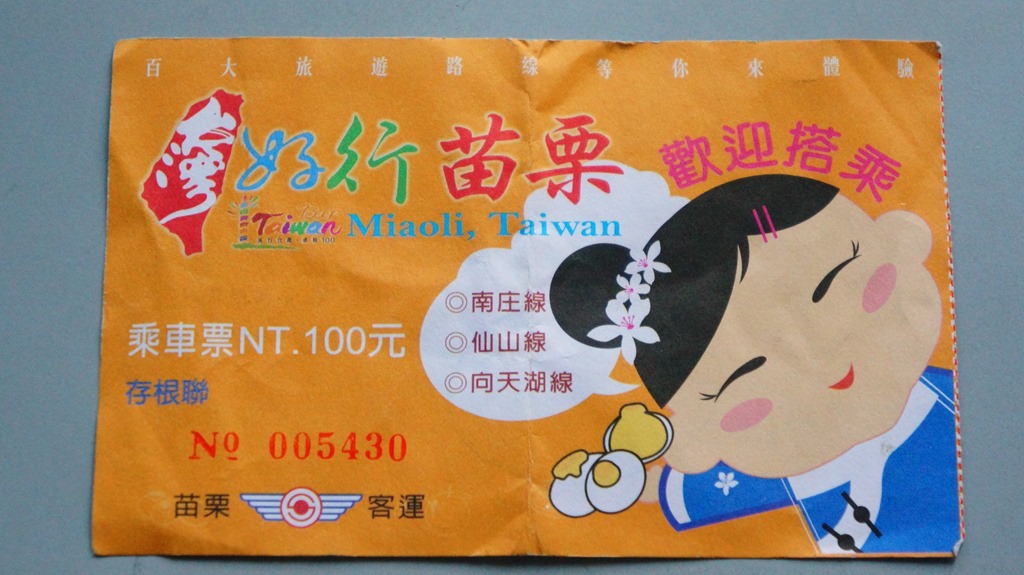 百大旅遊路線等你來體驗
台灣好行 苗栗
歡迎搭乘
Tour Taiwan
Miaoli, Taiwan
◎南庄線
◎仙山線
◎向天湖線
乘車票NT.100元
存根聯
№ 005430
苗栗 客運